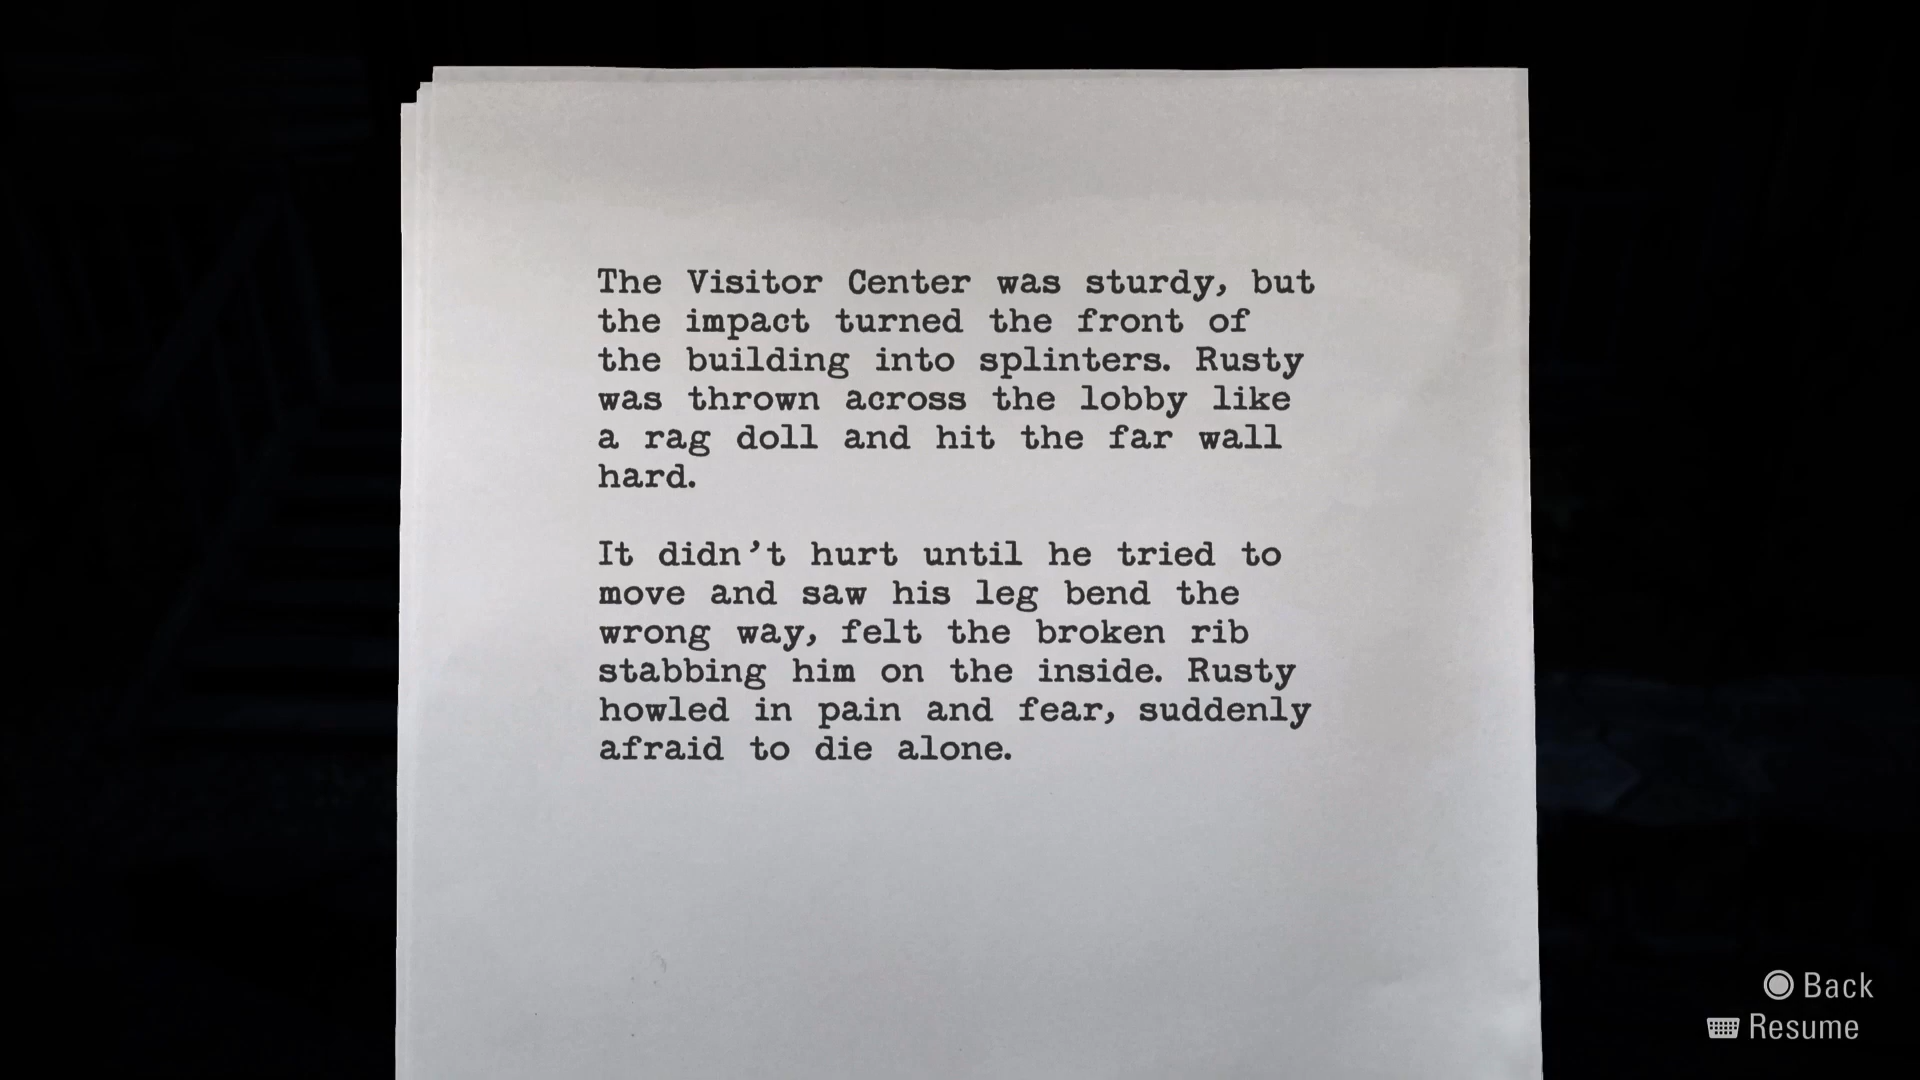 The Visitor Center was sturdy, but
the impact turned the front of
the building into splinters. Rusty
was thrown across the lobby like
a rag doll and hit the far wall
hard.
It didn’t hurt until he tried to
move and saw his leg bend the
wrong way, felt the broken rib
stabbing him on the inside. Rusty
howled in pain and fear, suddenly
afraid to die alone.
Back
Resume